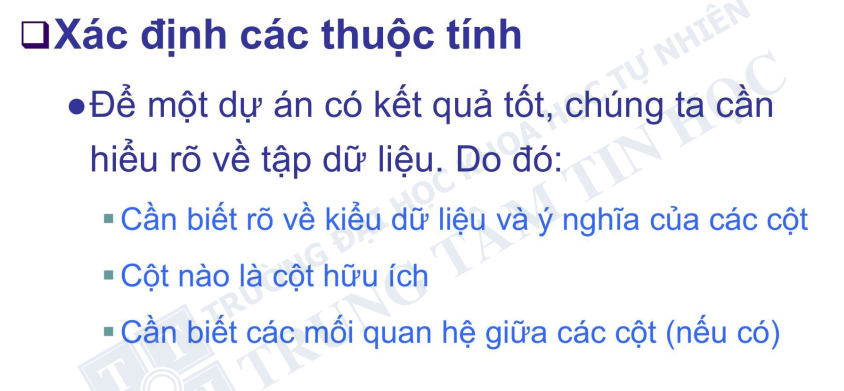 Xác định các thuộc tính
Để một dự án có kết quả tốt, chúng ta cần
hiểu rõ về tập dữ liệu. Do đó:
Cần biết rõ về kiểu dữ liệu và ý nghĩa của các cột
Cột nào là cột hữu ích
Cần biết các mối quan hệ giữa các cột (nếu có)
TRƯỜNG ĐẠI HỌC KHOA HỌC TỰ NHIÊN
TRUNG TÂM TIN HỌC